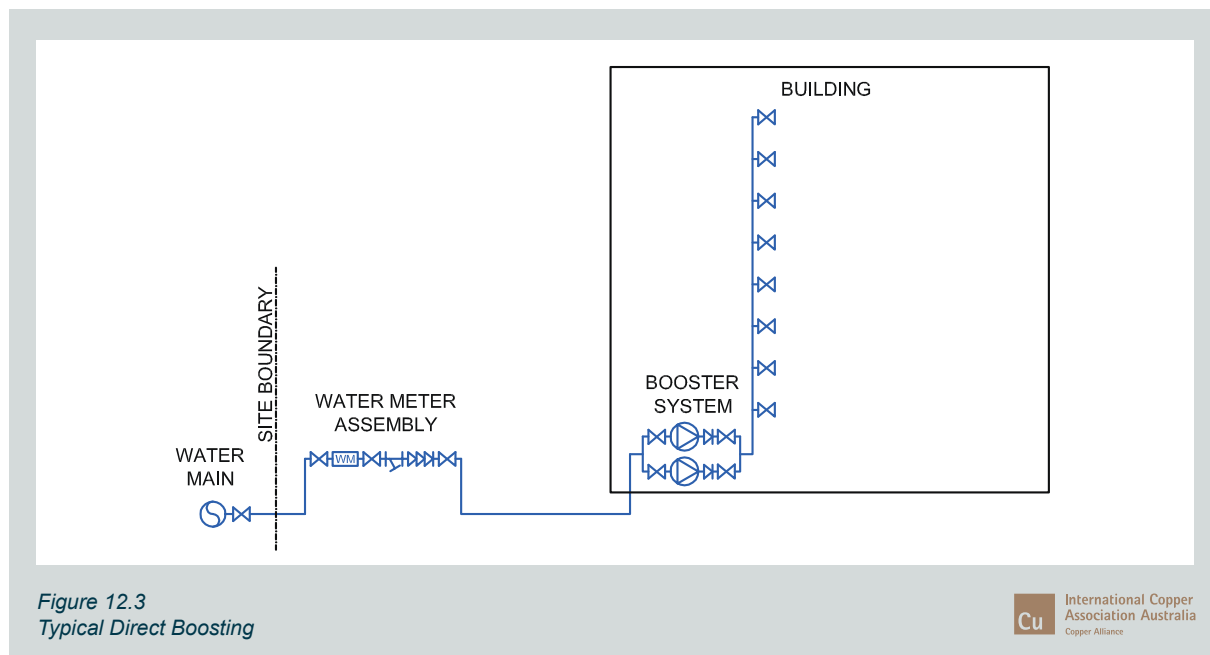 BUILDING
BOOSTER
SYSTEM
SITE BOUNDARY
WATER METER
ASSEMBLY
WM
WATER
MAIN
Figure 12.3
Typical Direct Boosting
Cu
International Copper
Association Australia
Copper Alliance